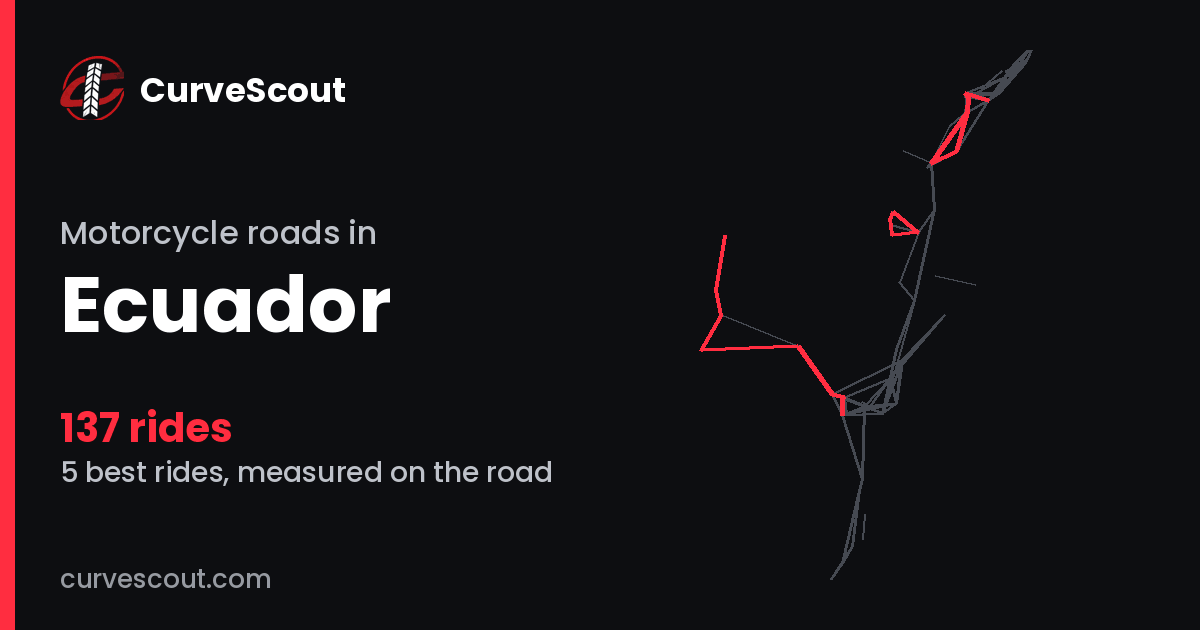 CurveScout
Motorcycle roads in
Ecuador
137 rides
5 best rides, measured on the road
curvescout.com